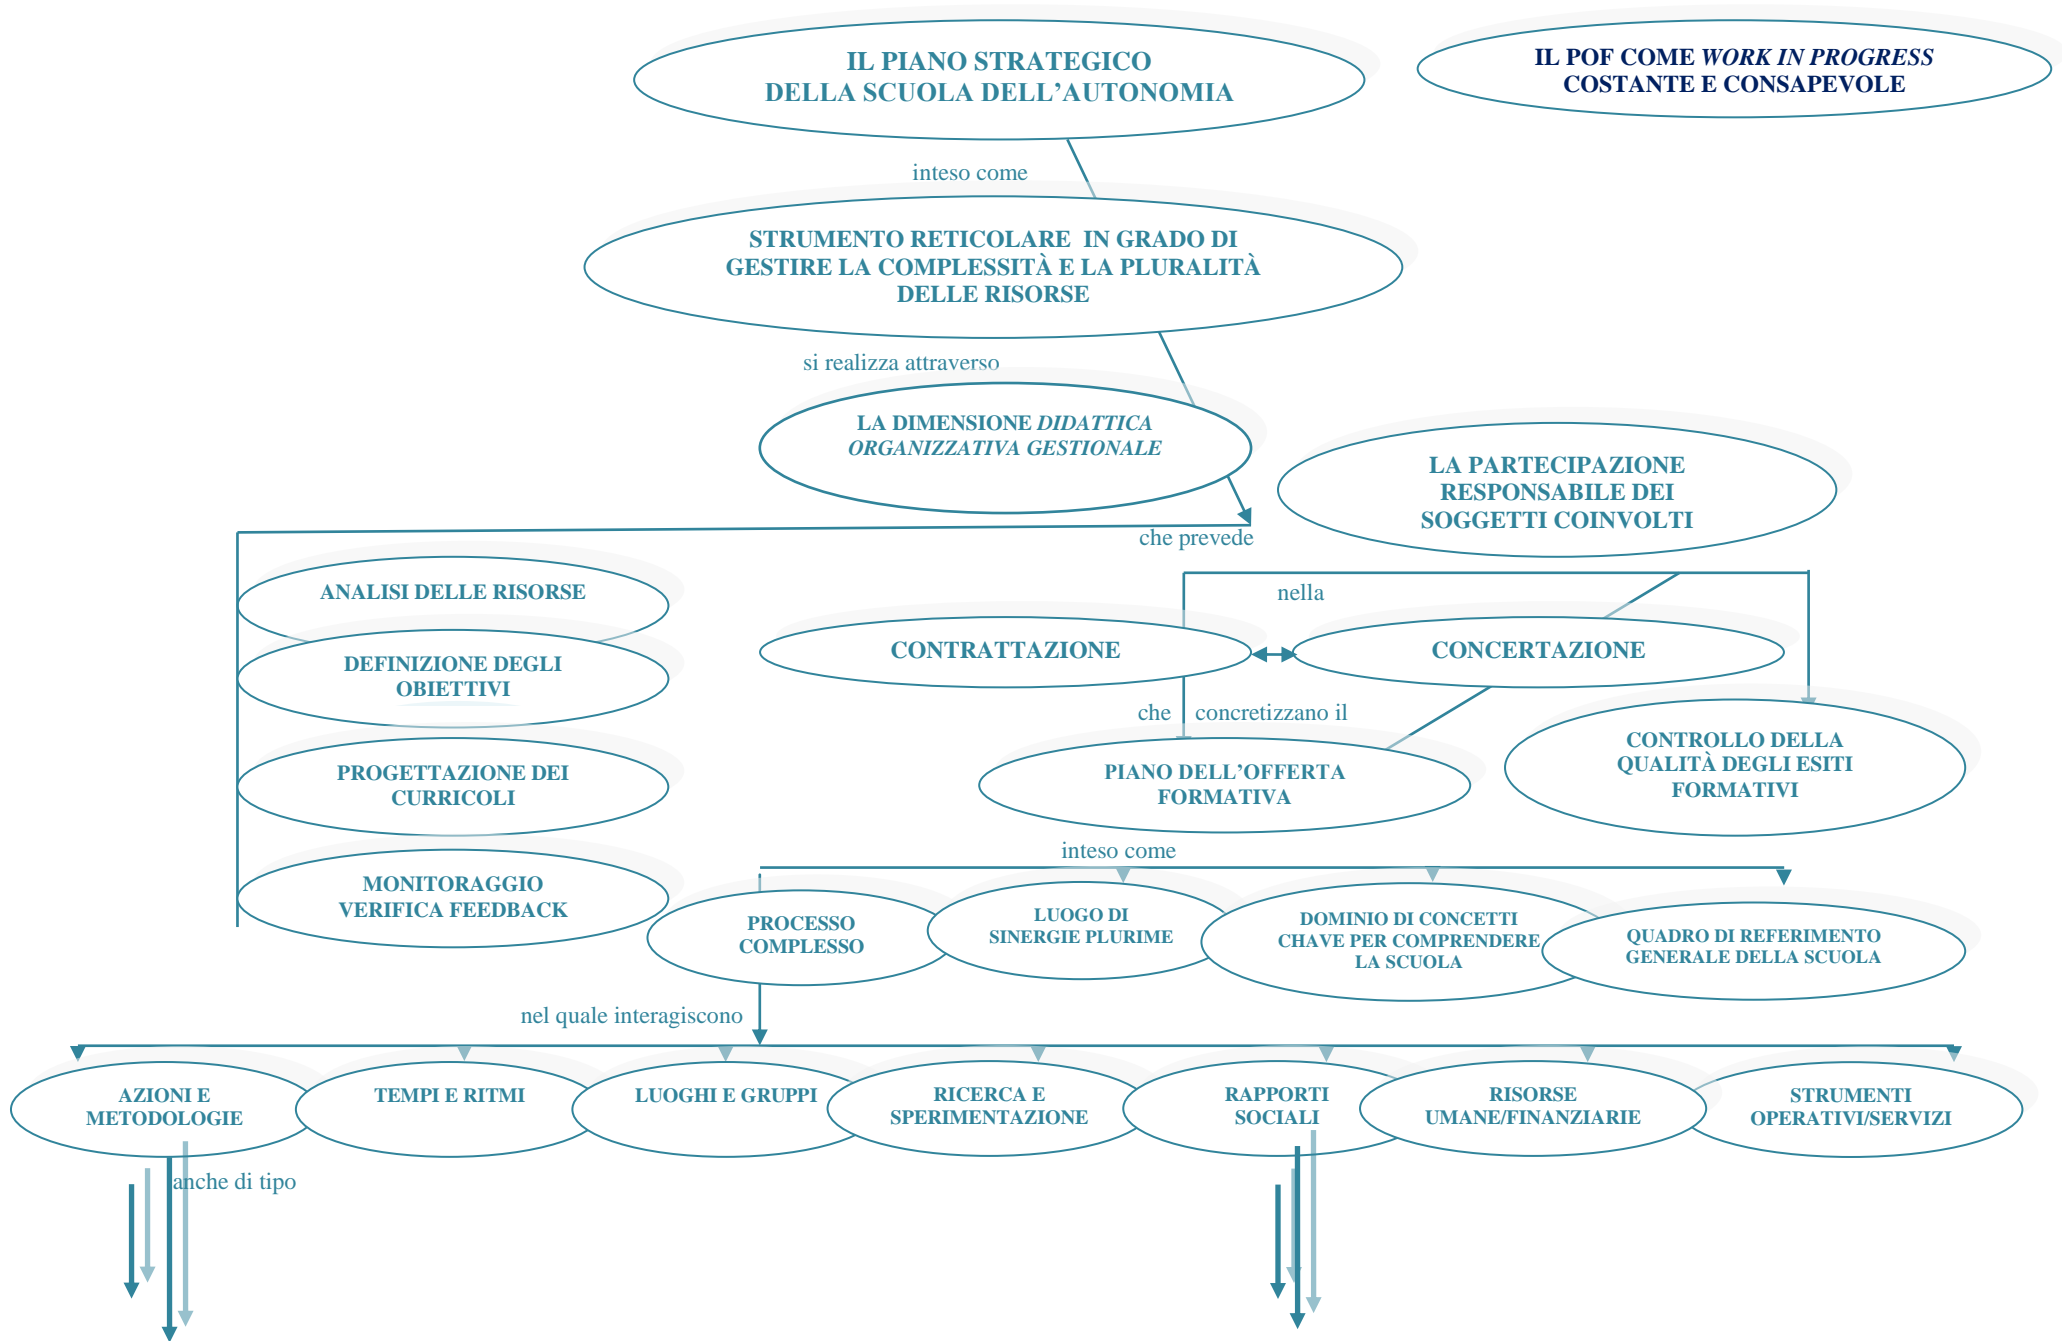 IL PIANO STRATEGICO
DELLA SCUOLA DELL’AUTONOMIA
IL POF COME WORK IN PROGRESS
COSTANTE E CONSAPEVOLE
inteso come
STRUMENTO RETICOLARE IN GRADO DI
GESTIRE LA COMPLESSITÀ E LA PLURALITÀ
DELLE RISORSE
si realizza attraverso
LA DIMENSIONE DIDATTICA
ORGANIZZATIVA GESTIONALE
LA PARTECIPAZIONE
RESPONSABILE DEI
SOGGETTI COINVOLTI
che prevede
ANALISI DELLE RISORSE
DEFINIZIONE DEGLI
OBIETTIVI
PROGETTAZIONE DEI
CURRICOLI
MONITORAGGIO
VERIFICA FEEDBACK
nella
CONTRATTAZIONE
CONCERTAZIONE
che concretizzano il
PIANO DELL’OFFERTA
FORMATIVA
CONTROLLO DELLA
QUALITÀ DEGLI ESITI
FORMATIVI
inteso come
PROCESSO
COMPLESSO
LUOGO DI
SINERGIE PLURIME
DOMINIO DI CONCETTI
CHAVE PER COMPRENDERE
LA SCUOLA
QUADRO DI REFERIMENTO
GENERALE DELLA SCUOLA
nel quale interagiscono
AZIONI E
METODOLOGIE
TEMPI E RITMI
LUOGHI E GRUPPI
RICERCA E
SPERIMENTAZIONE
RAPPORTI
SOCIALI
RISORSE
UMANE/FINANZIARIE
STRUMENTI
OPERATIVI/SERVIZI
anche di tipo